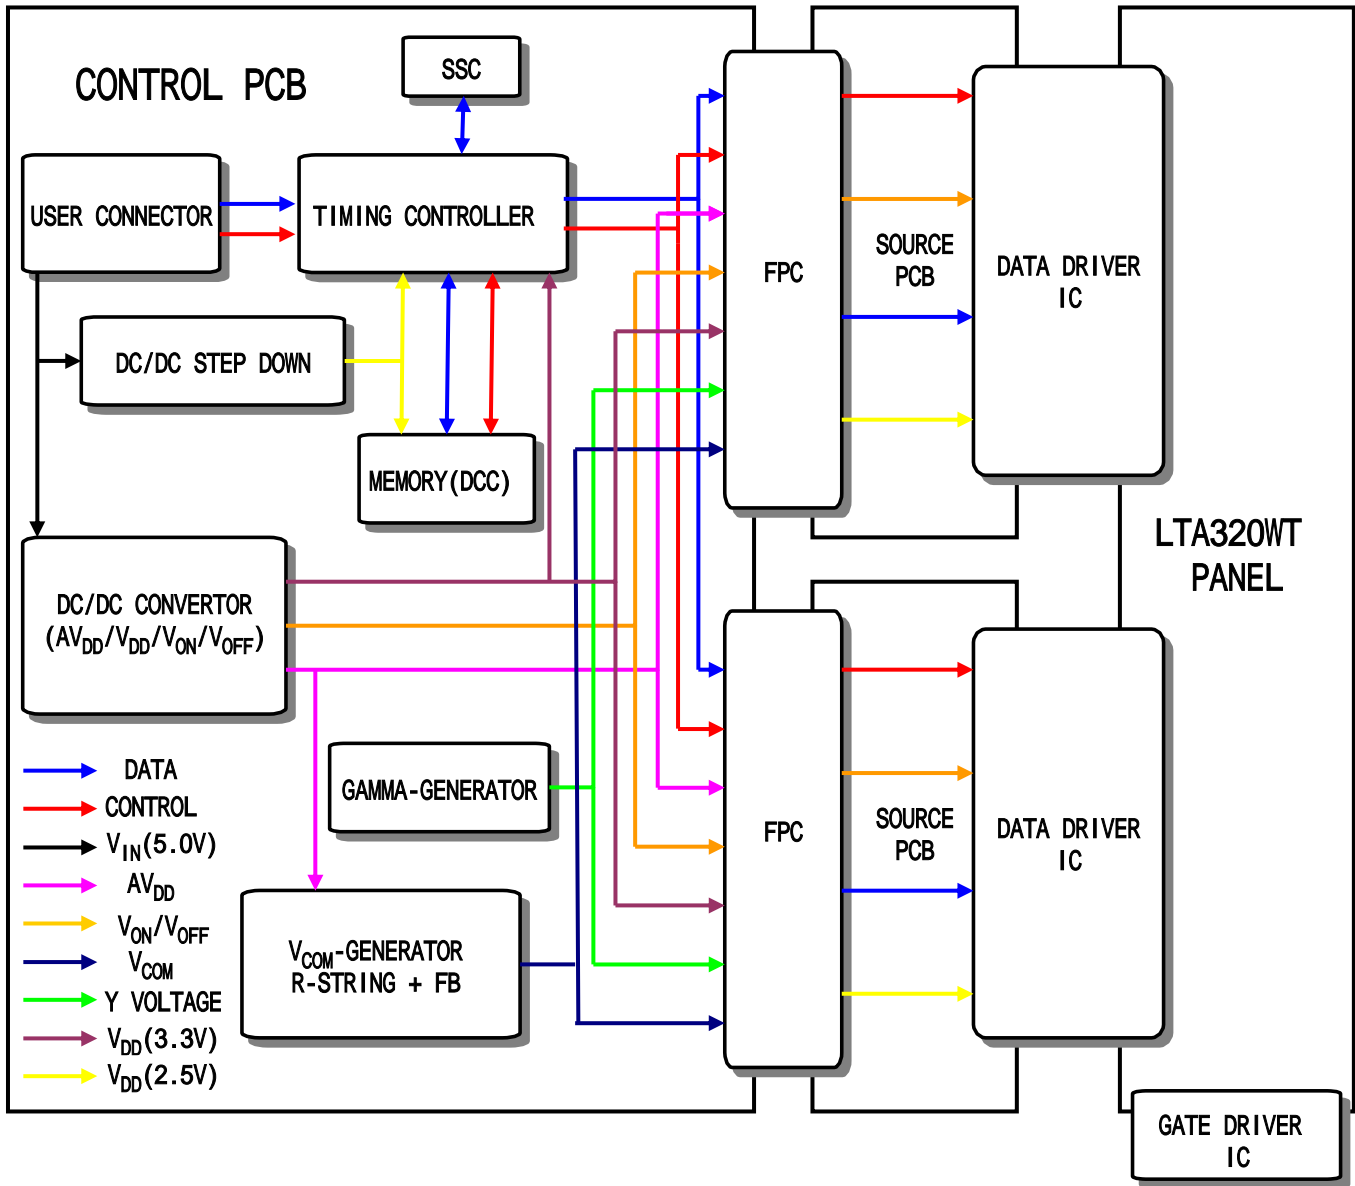 CONTROL PCB
SSC
USER CONNECTOR
TIMING CONTROLLER
DC/DC STEP DOWN
MEMORY(DCC)
DC/DC CONVERTOR
(AVDD/VDD/VON/VOFF)
GAMMA-GENERATOR
VCOM-GENERATOR
R-STRING + FB
DATA
CONTROL
VIN(5.0V)
AVDD
VON/VOFF
VCOM
Y VOLTAGE
VDD(3.3V)
VDD(2.5V)
FPC
SOURCE
PCB
DATA DRIVER
IC
FPC
SOURCE
PCB
DATA DRIVER
IC
LTA320WT
PANEL
GATE DRIVER
IC